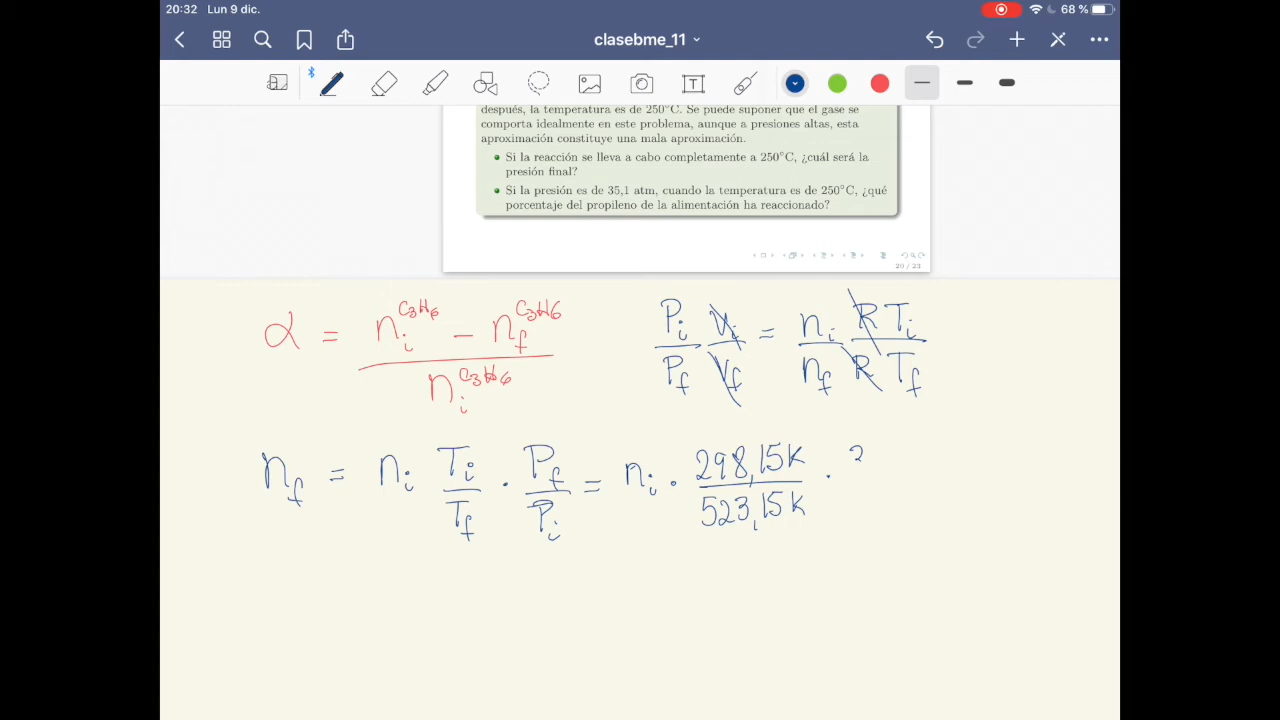 20:32 Lun 9 dic. 68 %
clasebme_11
después, la temperatura es de 250°C. Se puede suponer que el gase se
comporta idealmente en este problema, aunque a presiones altas, esta
aproximación constituye una mala aproximación.
Si la reacción se lleva a cabo completamente a 250°C, ¿cuál será la
presión final?
Si la presión es de 35,1 atm, cuando la temperatura es de 250°C, ¿qué
porcentaje del propileno de la alimentación ha reaccionado?
20 / 23
α = (n_i^{C3H6} - n_f^{C3H6}) / n_i^{C3H6}
P_i V_i / P_f V_f = n_i R T_i / n_f R T_f
n_f = n_i T_i/T_f · P_f/P_i = n_i · 298,15K/523,15K ·